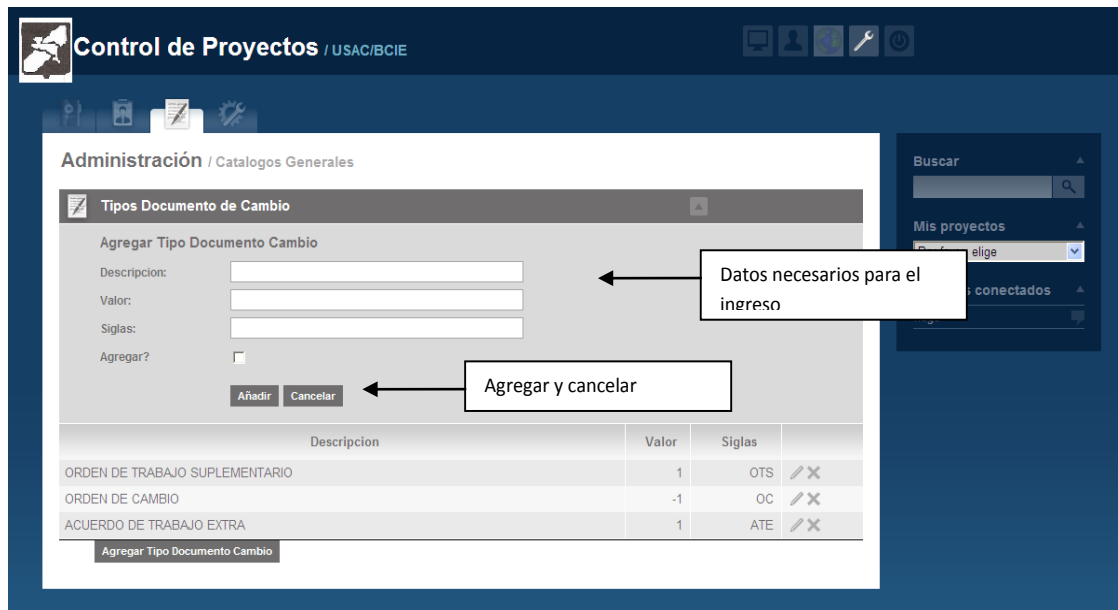 Control de Proyectos / USAC/BCIE
Administración / Catalogos Generales
Tipos Documento de Cambio
Agregar Tipo Documento Cambio
Descripcion:
Valor:
Siglas:
Agregar?
Añadir Cancelar
Datos necesarios para el
ingreso
Agregar y cancelar
Descripcion Valor Siglas
ORDEN DE TRABAJO SUPLEMENTARIO 1 OTS
ORDEN DE CAMBIO -1 OC
ACUERDO DE TRABAJO EXTRA 1 ATE
Agregar Tipo Documento Cambio
Buscar
Mis proyectos
elige
conectados